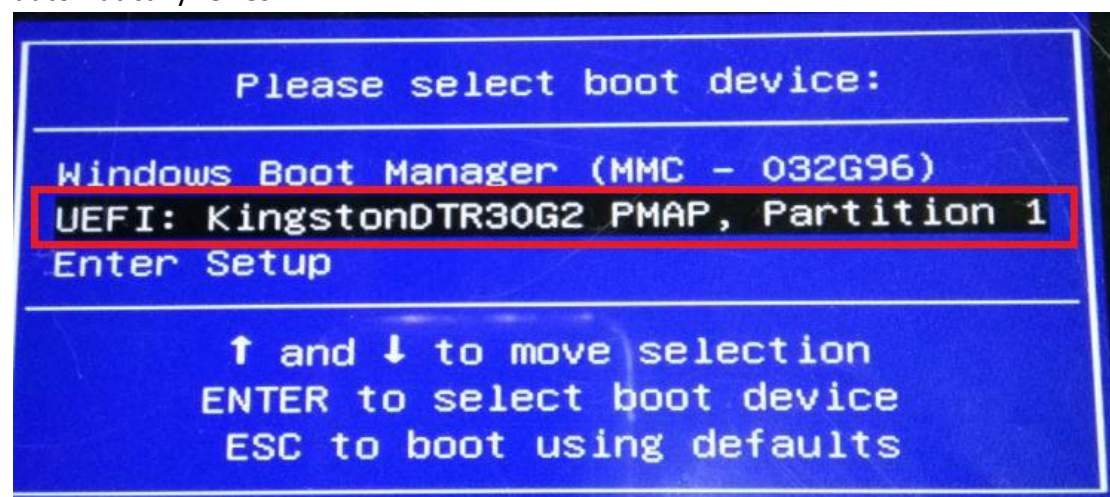 Please select boot device:
Windows Boot Manager (MMC - 032G96)
UEFI: KingstonDTR30G2 PMAP, Partition 1
Enter Setup
↑ and ↓ to move selection
ENTER to select boot device
ESC to boot using defaults